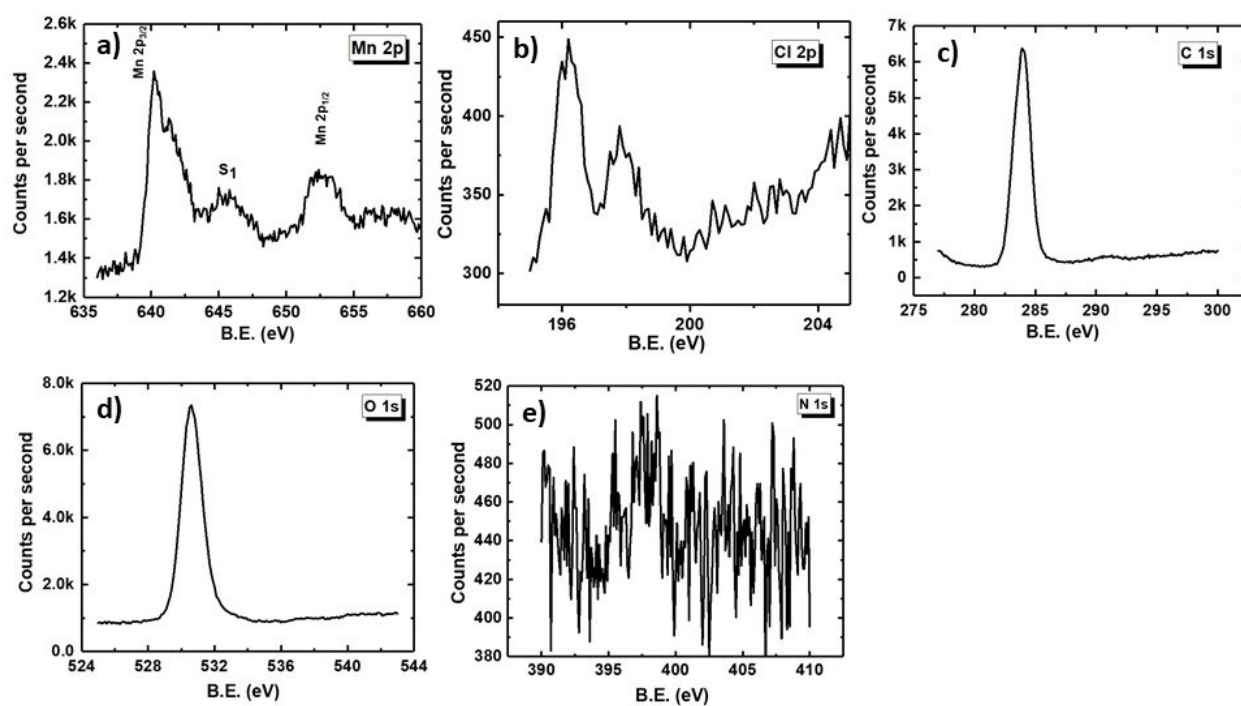 a)
Mn 2p
Mn 2p3/2
S1
Mn 2p1/2
Counts per second
2.6k
2.4k
2.2k
2.0k
1.8k
1.6k
1.4k
1.2k
635 640 645 650 655 660
B.E. (eV)
b)
Cl 2p
Counts per second
450
400
350
300
196 200 204
B.E. (eV)
c)
C 1s
Counts per second
7k
6k
5k
4k
3k
2k
1k
0
275 280 285 290 295 300
B.E. (eV)
d)
O 1s
Counts per second
8.0k
6.0k
4.0k
2.0k
0.0
524 528 532 536 540 544
B.E. (eV)
e)
N 1s
Counts per second
520
500
480
460
440
420
400
380
390 395 400 405 410
B.E. (eV)